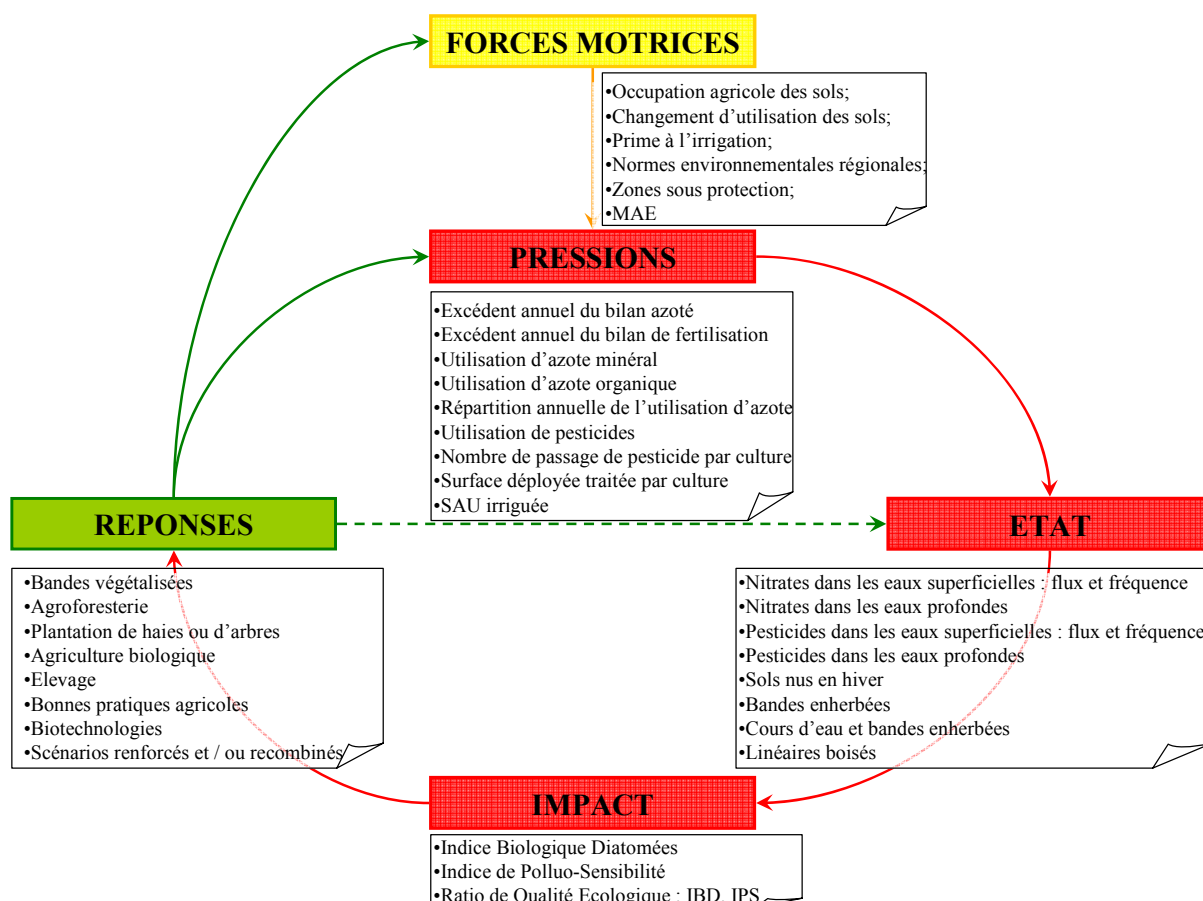 FORCES MOTRICES
•Occupation agricole des sols;
•Changement d'utilisation des sols;
•Prime à l'irrigation;
•Normes environnementales régionales;
•Zones sous protection;
•MAE
PRESSIONS
•Excédent annuel du bilan azoté
•Excédent annuel du bilan de fertilisation
•Utilisation d'azote minéral
•Utilisation d'azote organique
•Répartition annuelle de l'utilisation d'azote
•Utilisation de pesticides
•Nombre de passage de pesticide par culture
•Surface déployée traitée par culture
•SAU irriguée
REPONSES
•Bandes végétalisées
•Agroforesterie
•Plantation de haies ou d'arbres
•Agriculture biologique
•Elevage
•Bonnes pratiques agricoles
•Biotechnologies
•Scénarios renforcés et / ou recombinés
ETAT
•Nitrates dans les eaux superficielles : flux et fréquence
•Nitrates dans les eaux profondes
•Pesticides dans les eaux superficielles : flux et fréquence
•Pesticides dans les eaux profondes
•Sols nus en hiver
•Bandes enherbées
•Cours d'eau et bandes enherbées
•Linéaires boisés
IMPACT
•Indice Biologique Diatomées
•Indice de Polluo-Sensibilité
•Ratio de Qualité Ecologique : IBD, IPS